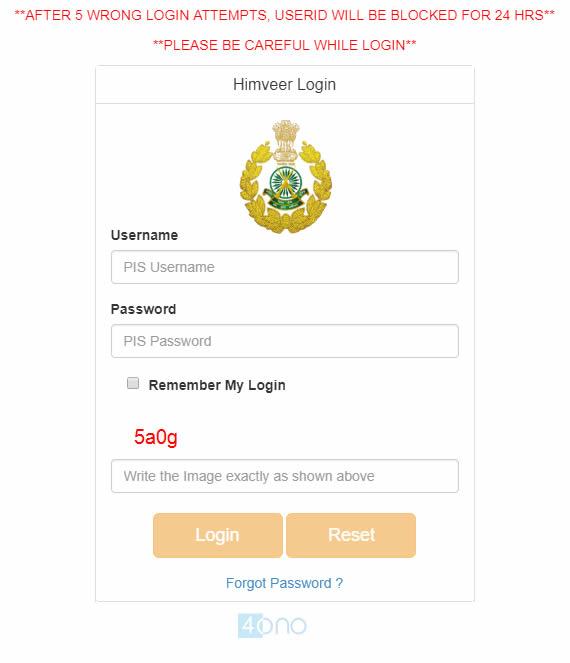 **AFTER 5 WRONG LOGIN ATTEMPTS, USERID WILL BE BLOCKED FOR 24 HRS**
**PLEASE BE CAREFUL WHILE LOGIN**
Himveer Login
Username
PIS Username
Password
PIS Password
Remember My Login
5a0g
Write the Image exactly as shown above
Login Reset
Forgot Password ?
4ono